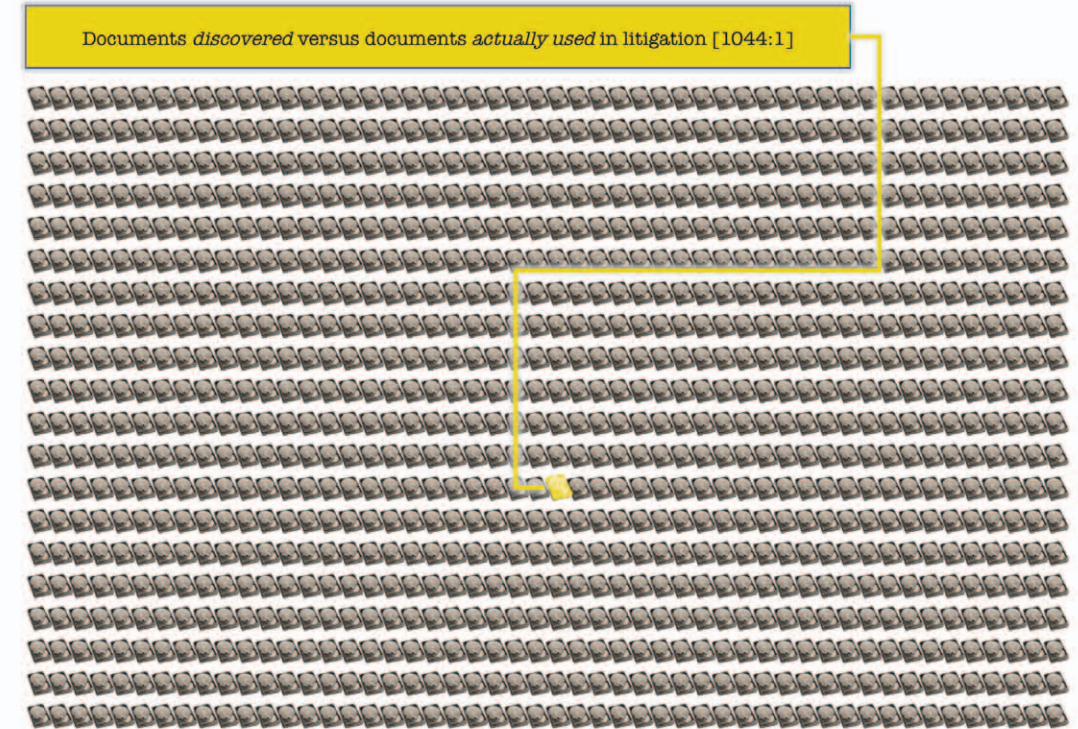 Documents discovered versus documents actually used in litigation [1044:1]